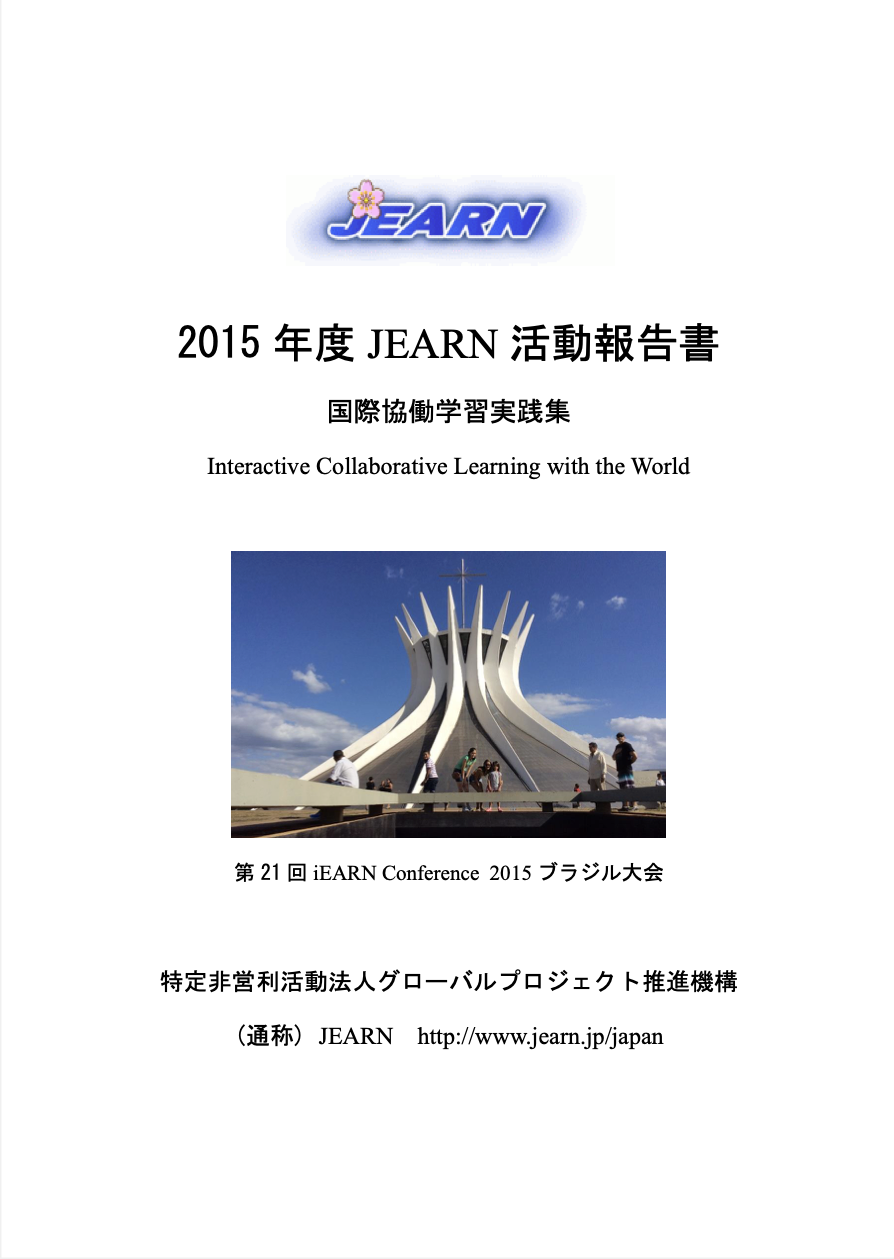 JEARN
2015 年度 JEARN 活動報告書
国際協働学習実践集
Interactive Collaborative Learning with the World
第 21 回 iEARN Conference 2015 ブラジル大会
特定非営利活動法人グローバルプロジェクト推進機構
（通称）JEARN http://www.jearn.jp/japan